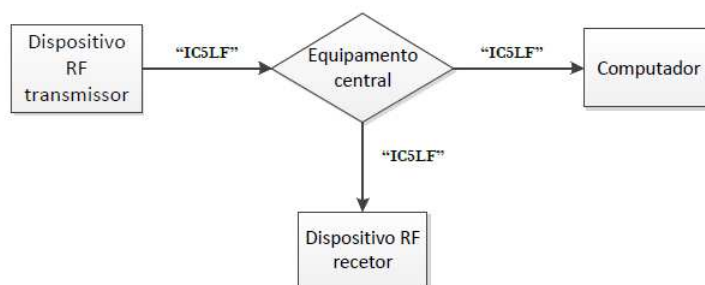 Dispositivo
RF
transmissor
“IC5LF”
Equipamento
central
“IC5LF”
Computador
“IC5LF”
Dispositivo RF
recetor